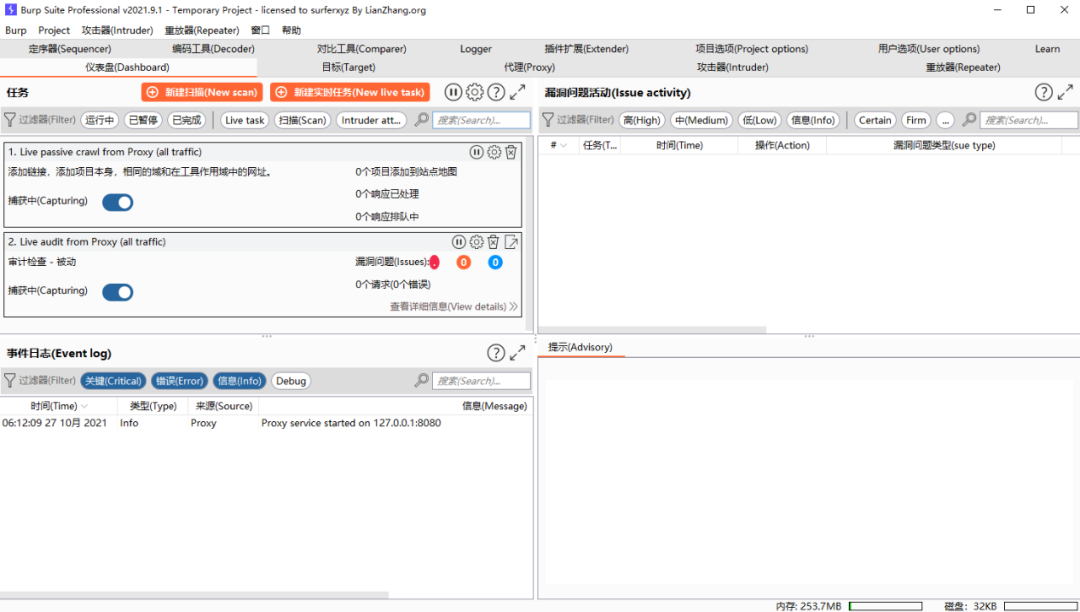 Burp Suite Professional v2021.9.1 - Temporary Project - licensed to surferxyz By LianZhang.org
Burp Project 攻击器(Intruder) 重放器(Repeater) 窗口 帮助
定序器(Sequencer) 编码工具(Decoder) 对比工具(Comparer) Logger 插件扩展(Extender) 项目选项(Project options) 用户选项(User options) Learn
仪表盘(Dashboard) 目标(Target) 代理(Proxy) 攻击器(Intruder) 重放器(Repeater)
任务 新建扫描(New scan) 新建实时任务(New live task)
过滤器(Filter) 运行中 已暂停 已完成 Live task 扫描(Scan) Intruder att... 搜索(Search)...
1. Live passive crawl from Proxy (all traffic)
添加链接，添加项目本身，相同的域和在工具作用域中的网址。 0个项目添加到站点地图
捕获中(Capturing) 0个响应已处理
0个响应排队中
2. Live audit from Proxy (all traffic)
审计检查 - 被动 漏洞问题(Issues): . 0 0
捕获中(Capturing) 0个请求(0个错误)
查看详细信息(View details)
漏洞问题活动(Issue activity)
过滤器(Filter) 高(High) 中(Medium) 低(Low) 信息(Info) Certain Firm ... 搜索(Search)...
# 任务(T... 时间(Time) 操作(Action) 漏洞问题类型(sue type)
事件日志(Event log)
过滤器(Filter) 关键(Critical) 错误(Error) 信息(Info) Debug 搜索(Search)...
时间(Time) 类型(Type) 来源(Source) 信息(Message)
06:12:09 27 10月 2021 Info Proxy Proxy service started on 127.0.0.1:8080
提示(Advisory)
内存: 253.7MB 磁盘: 32KB